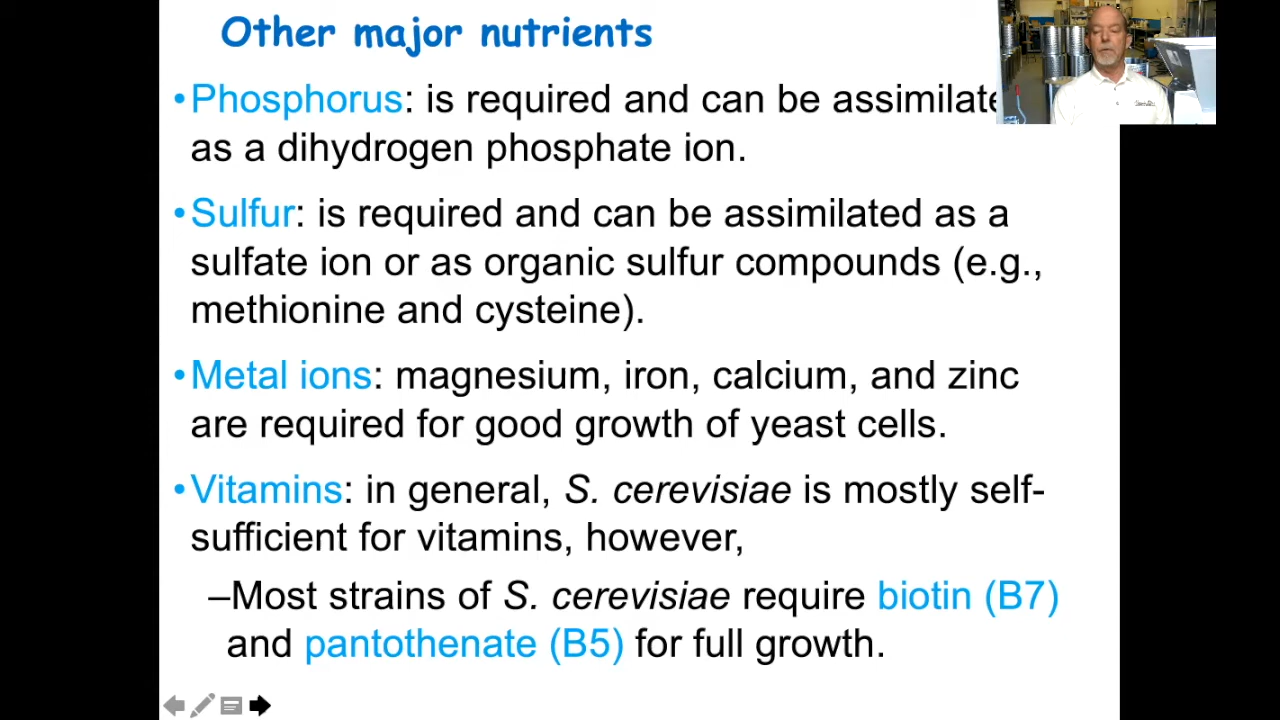 Other major nutrients
•Phosphorus: is required and can be assimilate
as a dihydrogen phosphate ion.
•Sulfur: is required and can be assimilated as a
sulfate ion or as organic sulfur compounds (e.g.,
methionine and cysteine).
•Metal ions: magnesium, iron, calcium, and zinc
are required for good growth of yeast cells.
•Vitamins: in general, S. cerevisiae is mostly self-
sufficient for vitamins, however,
–Most strains of S. cerevisiae require biotin (B7)
and pantothenate (B5) for full growth.